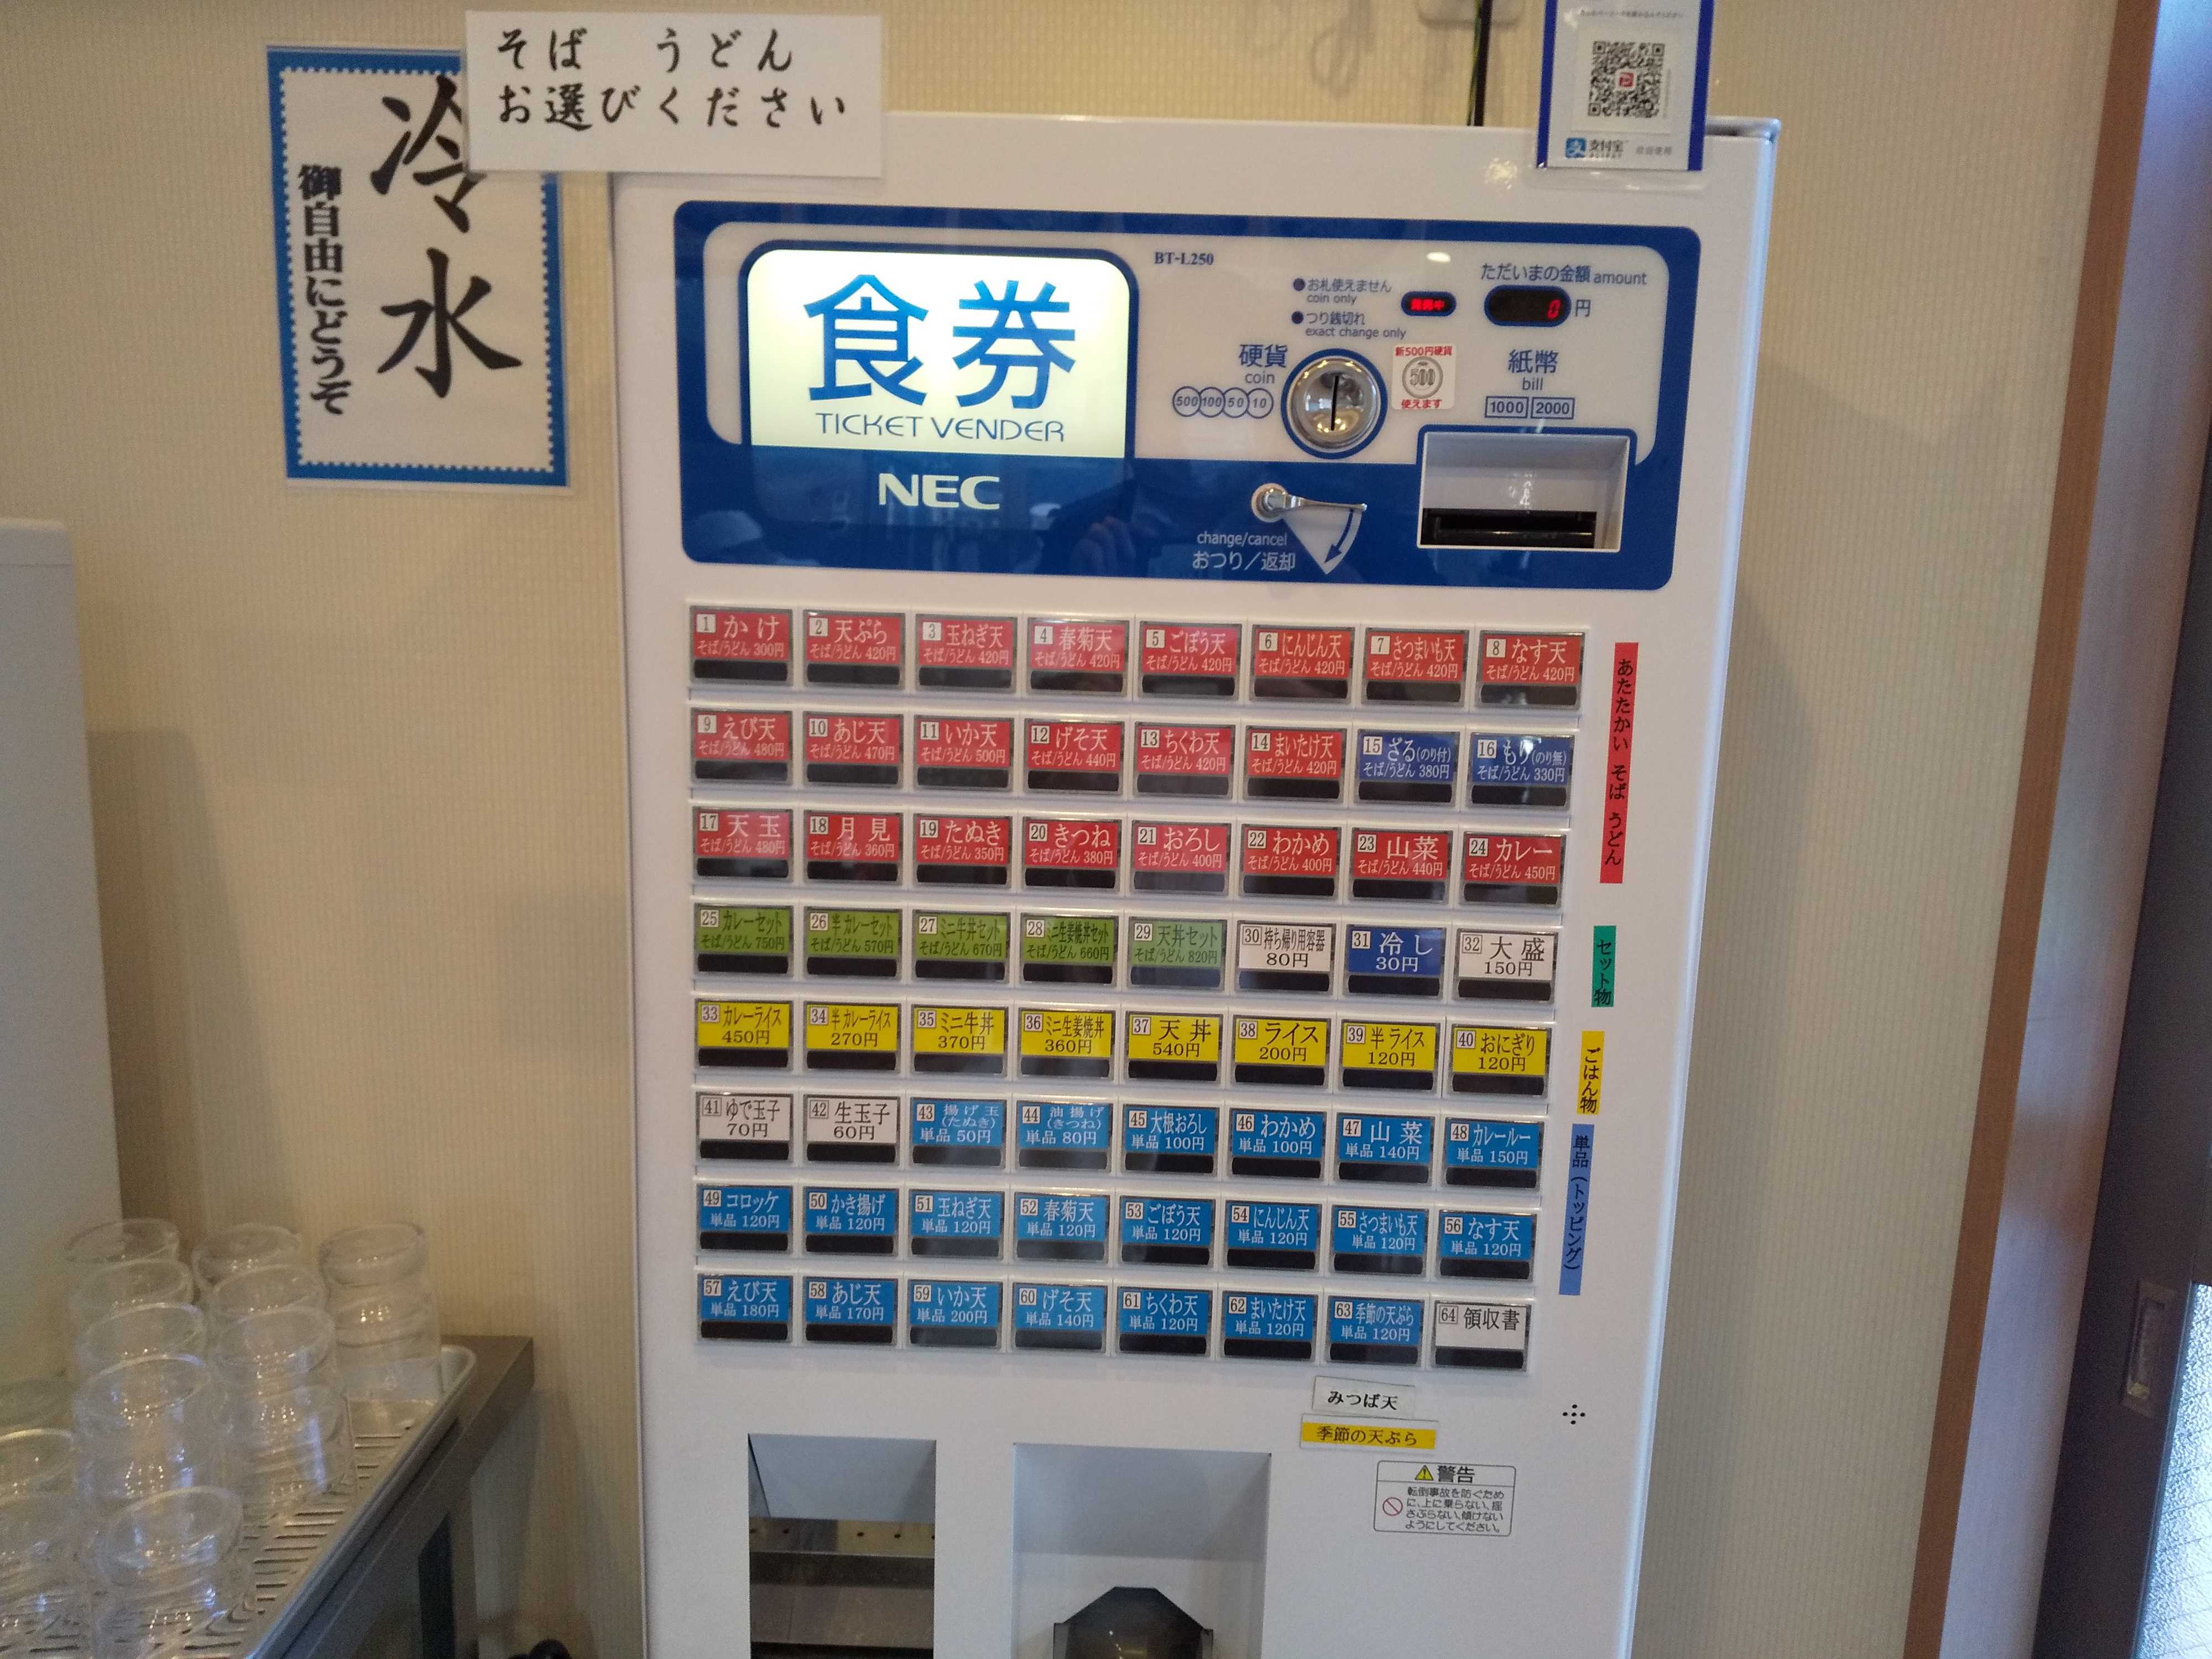 そば　うどん
お選びください
冷水
御自由にどうぞ
支付宝
食券
TICKET VENDER
NEC
BT-L250
お札使えません
coin only
つり銭切れ
exact change only
ただいまの金額 amount
0 円
硬貨
coin
500 100 50 10
新500円硬貨
500
使えます
紙幣
bill
1000 2000
change/cancel
おつり／返却
1 かけ そば/うどん 300円
2 天ぷら そば/うどん 420円
3 玉ねぎ天 そば/うどん 420円
4 春菊天 そば/うどん 420円
5 ごぼう天 そば/うどん 420円
6 にんじん天 そば/うどん 420円
7 さつまいも天 そば/うどん 420円
8 なす天 そば/うどん 420円
9 えび天 そば/うどん 480円
10 あじ天 そば/うどん 470円
11 いか天 そば/うどん 500円
12 げそ天 そば/うどん 440円
13 ちくわ天 そば/うどん 420円
14 まいたけ天 そば/うどん 420円
15 ざる(のり付) そば/うどん 380円
16 もり(のり無) そば/うどん 330円
17 天玉 そば/うどん 480円
18 月見 そば/うどん 360円
19 たぬき そば/うどん 350円
20 きつね そば/うどん 380円
21 おろし そば/うどん 400円
22 わかめ そば/うどん 400円
23 山菜 そば/うどん 440円
24 カレー そば/うどん 450円
25 カレーセット そば/うどん 750円
26 半カレーセット そば/うどん 570円
27 ミニ牛丼セット そば/うどん 670円
28 ミニ生姜焼丼セット そば/うどん 660円
29 天丼セット そば/うどん 820円
30 持ち帰り用容器 80円
31 冷し 30円
32 大盛 150円
33 カレーライス 450円
34 半カレーライス 270円
35 ミニ牛丼 370円
36 ミニ生姜焼丼 360円
37 天丼 540円
38 ライス 200円
39 半ライス 120円
40 おにぎり 120円
41 ゆで玉子 70円
42 生玉子 60円
43 揚げ玉(たぬき) 単品 50円
44 油揚げ(きつね) 単品 80円
45 大根おろし 単品 100円
46 わかめ 単品 100円
47 山菜 単品 140円
48 カレールー 単品 150円
49 コロッケ 単品 120円
50 かき揚げ 単品 120円
51 玉ねぎ天 単品 120円
52 春菊天 単品 120円
53 ごぼう天 単品 120円
54 にんじん天 単品 120円
55 さつまいも天 単品 120円
56 なす天 単品 120円
57 えび天 単品 180円
58 あじ天 単品 170円
59 いか天 単品 200円
60 げそ天 単品 140円
61 ちくわ天 単品 120円
62 まいたけ天 単品 120円
63 季節の天ぷら 単品 120円
64 領収書
あたたかい そば うどん
セット物
ごはん物
単品（トッピング）
みつば天
季節の天ぷら
警告
転倒事故を防ぐため
に、上に乗らない、揺
さぶらない、傾けない
ようにしてください。